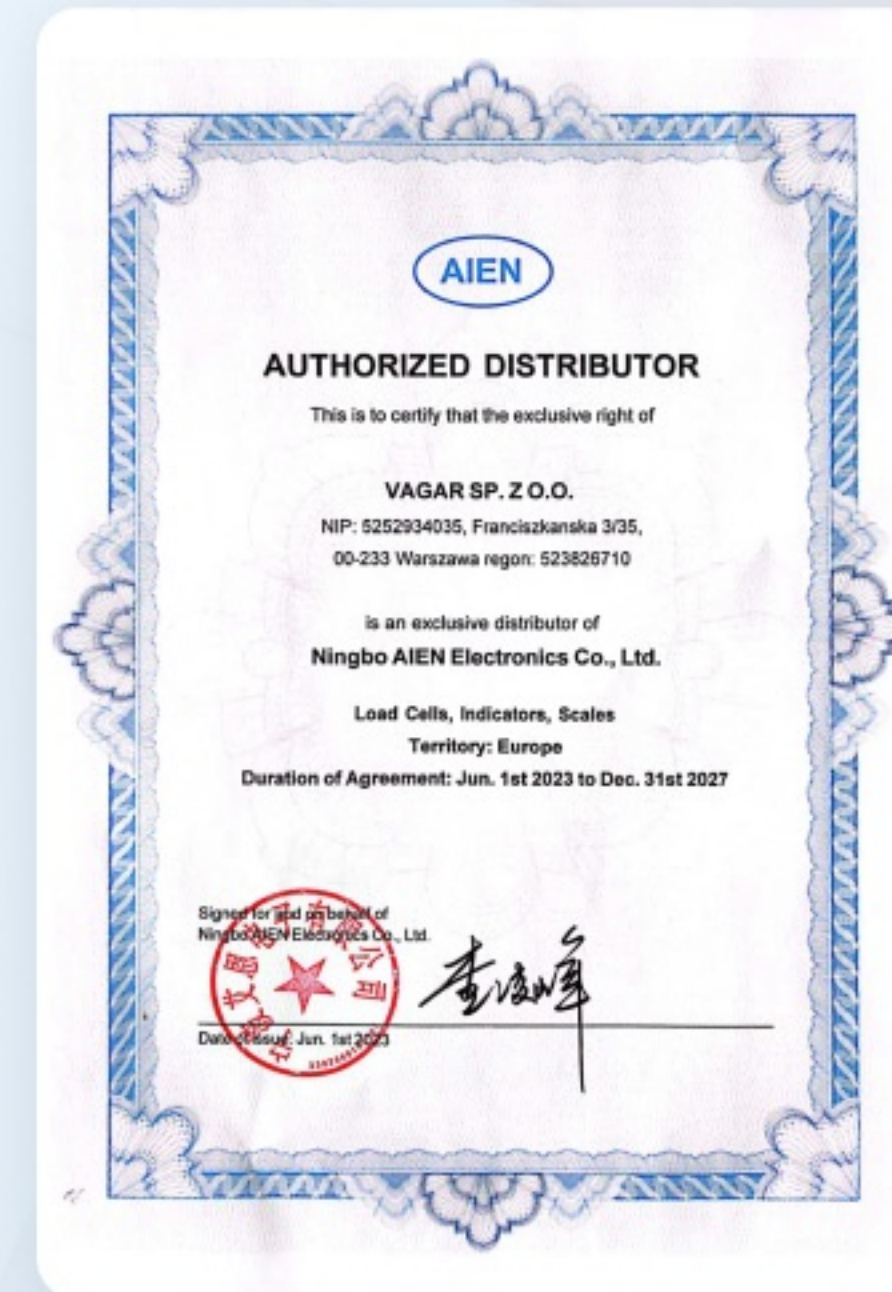 AIEN
AUTHORIZED DISTRIBUTOR
This is to certify that the exclusive right of
VAGAR SP. Z O.O.
NIP: 5252934035, Franciszkanska 3/35,
00-233 Warszawa regon: 523826710
is an exclusive distributor of
Ningbo AIEN Electronics Co., Ltd.
Load Cells, Indicators, Scales
Territory: Europe
Duration of Agreement: Jun. 1st 2023 to Dec. 31st 2027
Signed for and on behalf of
Ningbo AIEN Electronics Co., Ltd.
Date of issue: Jun. 1st 2023